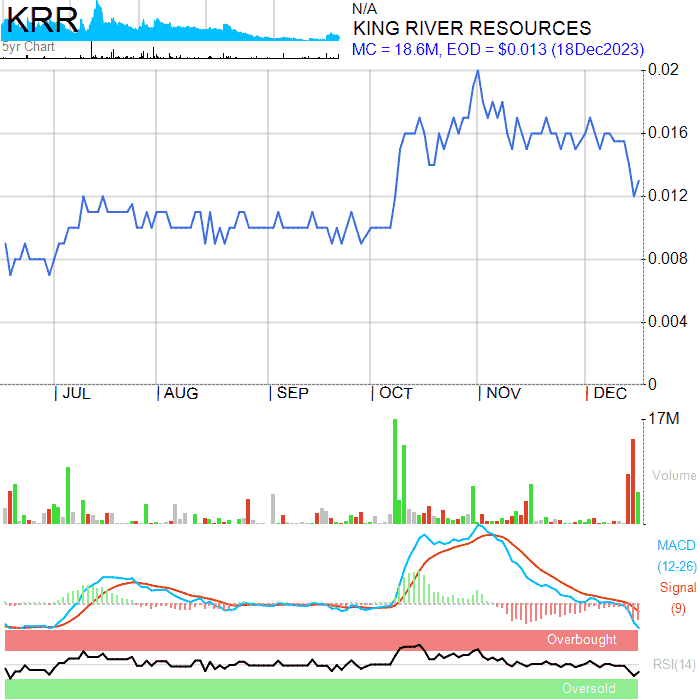 KRR
5yr Chart
N/A
KING RIVER RESOURCES
MC = 18.6M, EOD = $0.013 (18Dec2023)
0.02
0.016
0.012
0.008
0.004
0
JUL AUG SEP OCT NOV DEC
17M
Volume
MACD
(12-26)
Signal
(9)
Overbought
RSI(14)
Oversold